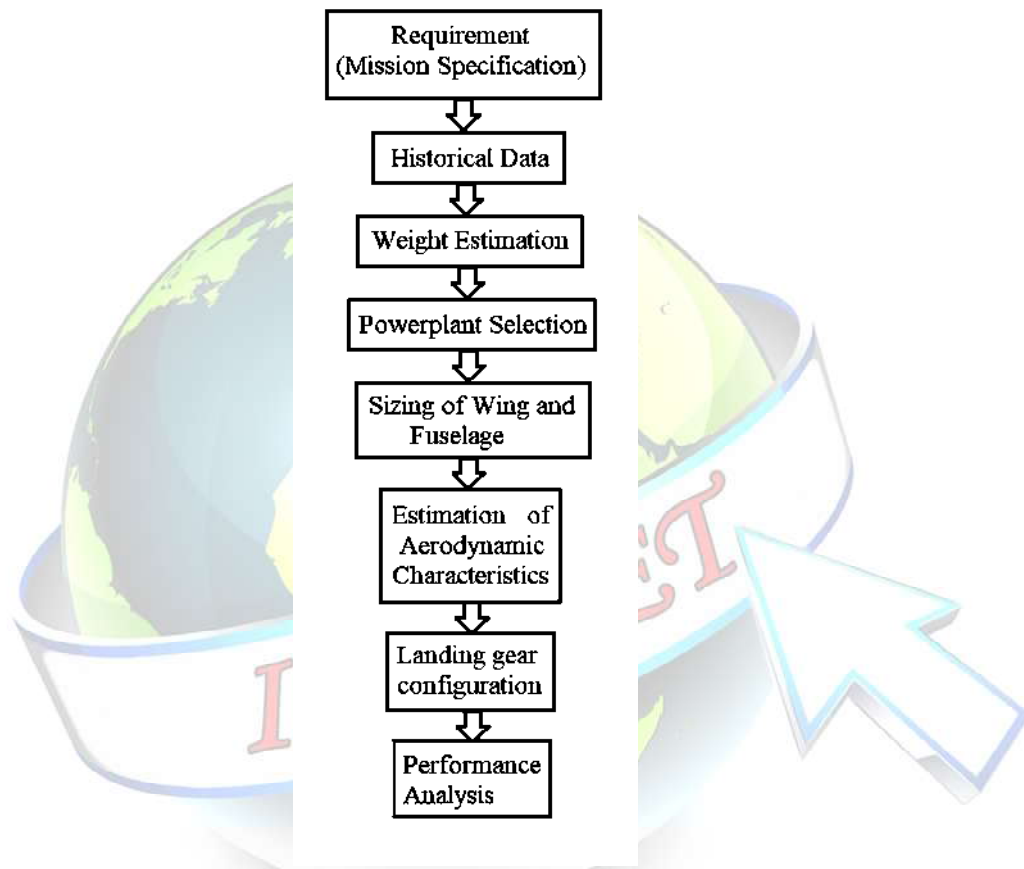 Requirement
(Mission Specification)
Historical Data
Weight Estimation
Powerplant Selection
Sizing of Wing and
Fuselage
Estimation of
Aerodynamic
Characteristics
Landing gear
configuration
Performance
Analysis